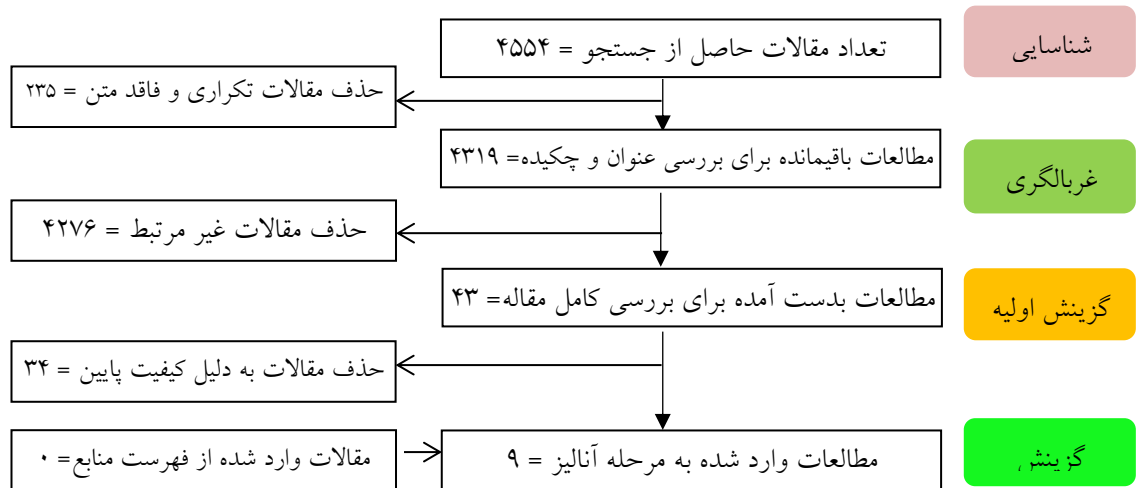 تعداد مقالات حاصل از جستجو = ۴۵۵۴
شناسایی
حذف مقالات تکراری و فاقد متن = ۲۳۵
مطالعات باقیمانده برای بررسی عنوان و چکیده= ۴۳۱۹
غربالگری
حذف مقالات غیر مرتبط = ۴۲۷۶
مطالعات بدست آمده برای بررسی کامل مقاله= ۴۳
گزینش اولیه
حذف مقالات به دلیل کیفیت پایین = ۳۴
گزینش
مطالعات وارد شده به مرحله آنالیز = ۹
مقالات وارد شده از فهرست منابع= ۰